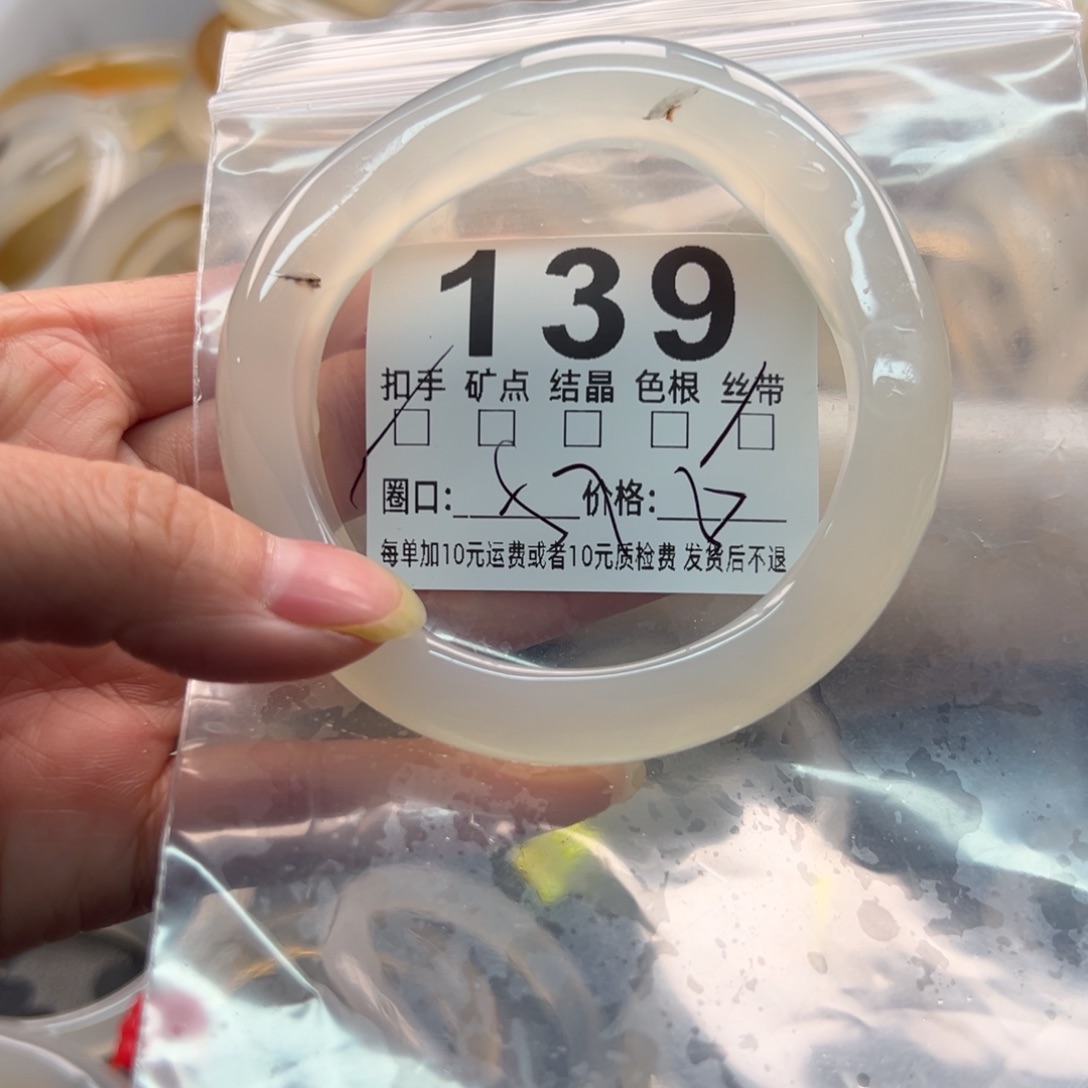 139
扣手 矿点 结晶 色根 丝带
圈口: 价格:
每单加10元运费或者10元质检费 发货后不退